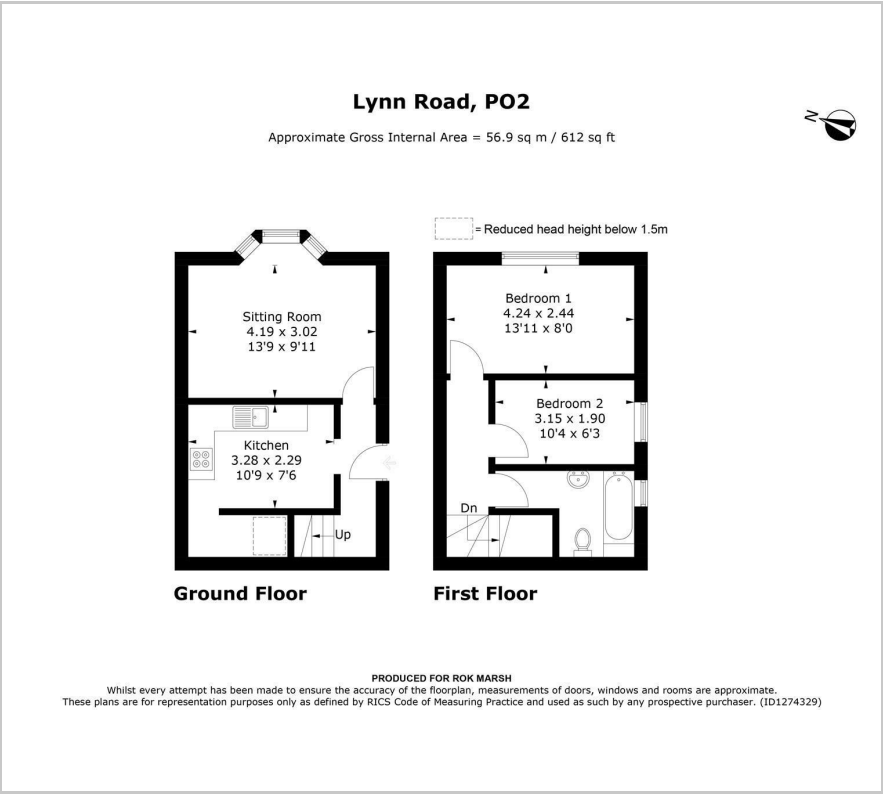 Lynn Road, PO2
Approximate Gross Internal Area = 56.9 sq m / 612 sq ft
N
= Reduced head height below 1.5m
Sitting Room
4.19 x 3.02
13'9 x 9'11
Kitchen
3.28 x 2.29
10'9 x 7'6
Up
Ground Floor
Bedroom 1
4.24 x 2.44
13'11 x 8'0
Bedroom 2
3.15 x 1.90
10'4 x 6'3
Dn
First Floor
PRODUCED FOR ROK MARSH
Whilst every attempt has been made to ensure the accuracy of the floorplan, measurements of doors, windows and rooms are approximate.
These plans are for representation purposes only as defined by RICS Code of Measuring Practice and used as such by any prospective purchaser. (ID1274329)